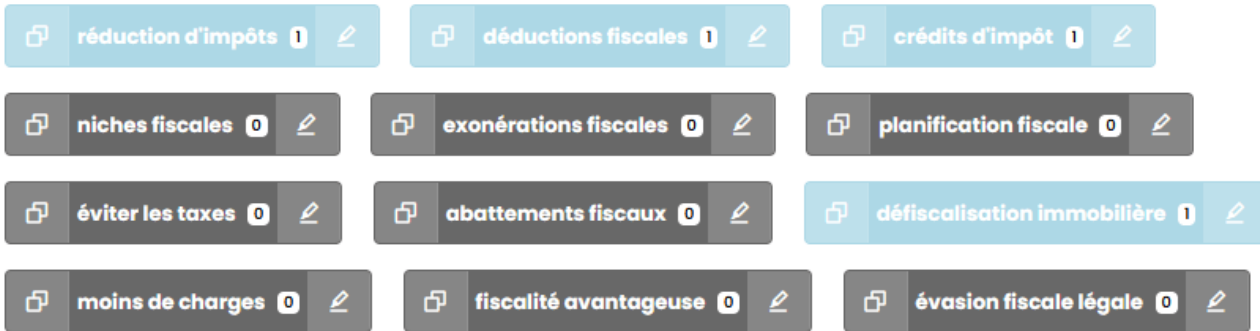 réduction d'impôts 1 déductions fiscales 1 crédits d'impôt 1
niches fiscales 0 exonérations fiscales 0 planification fiscale 0
éviter les taxes 0 abattements fiscaux 0 défiscalisation immobilière 1
moins de charges 0 fiscalité avantageuse 0 évasion fiscale légale 0